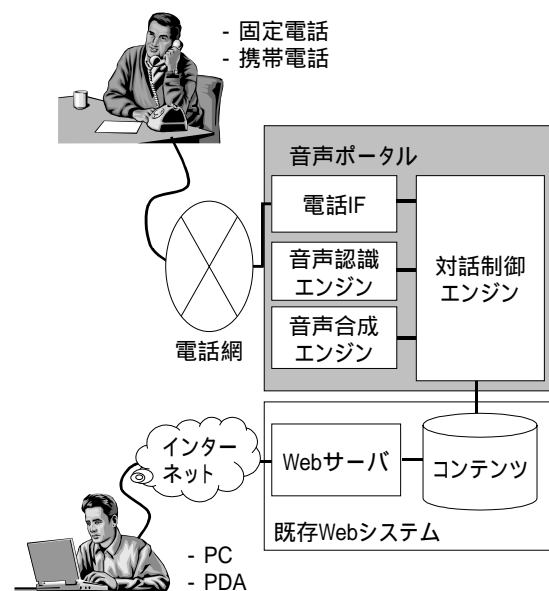 - 固定電話
- 携帯電話
音声ポータル
電話IF
音声認識
エンジン
音声合成
エンジン
対話制御
エンジン
電話網
インター
ネット
Webサーバ
コンテンツ
既存Webシステム
- PC
- PDA